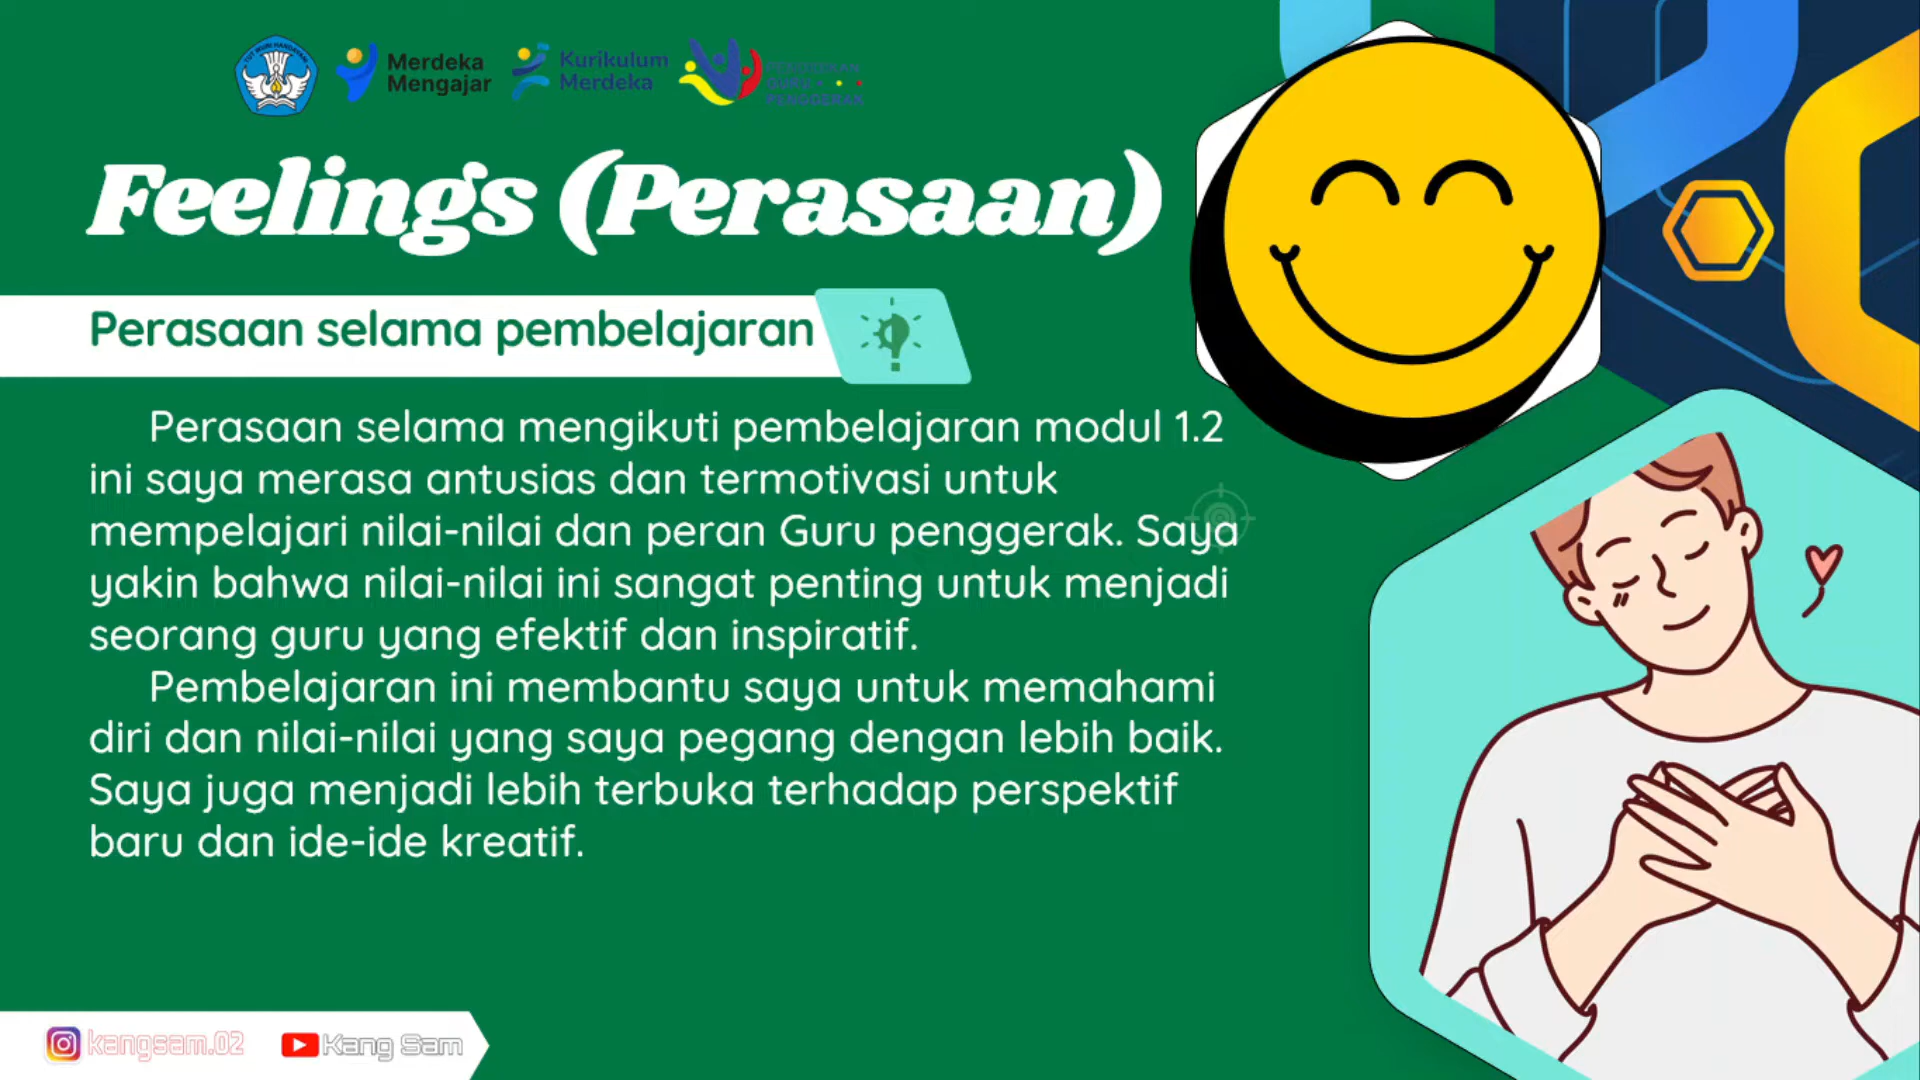 Merdeka
Mengajar
Kurikulum
Merdeka
PENDIDIKAN
GURU
PENGGERAK
Feelings (Perasaan)
Perasaan selama pembelajaran
Perasaan selama mengikuti pembelajaran modul 1.2
ini saya merasa antusias dan termotivasi untuk
mempelajari nilai-nilai dan peran Guru penggerak. Saya
yakin bahwa nilai-nilai ini sangat penting untuk menjadi
seorang guru yang efektif dan inspiratif.
Pembelajaran ini membantu saya untuk memahami
diri dan nilai-nilai yang saya pegang dengan lebih baik.
Saya juga menjadi lebih terbuka terhadap perspektif
baru dan ide-ide kreatif.
kangsam.02
Kang Sam